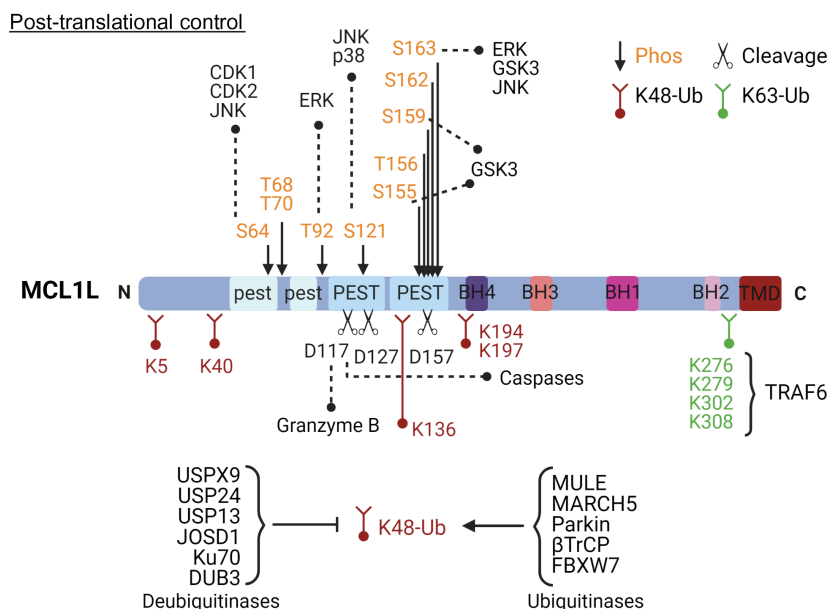 Post-translational control
CDK1
CDK2
JNK
ERK
JNK
p38
S163
S162
S159
T156
S155
ERK
GSK3
JNK
GSK3
Phos
Cleavage
K48-Ub
K63-Ub
T68
T70
S64
T92
S121
MCL1L
N
pest
pest
PEST
PEST
BH4
BH3
BH1
BH2
TMD
C
K5
K40
D117
D127
D157
K194
K197
Caspases
Granzyme B
K136
K276
K279
K302
K308
TRAF6
USPX9
USP24
USP13
JOSD1
Ku70
DUB3
Deubiquitinases
K48-Ub
MULE
MARCH5
Parkin
βTrCP
FBXW7
Ubiquitinases